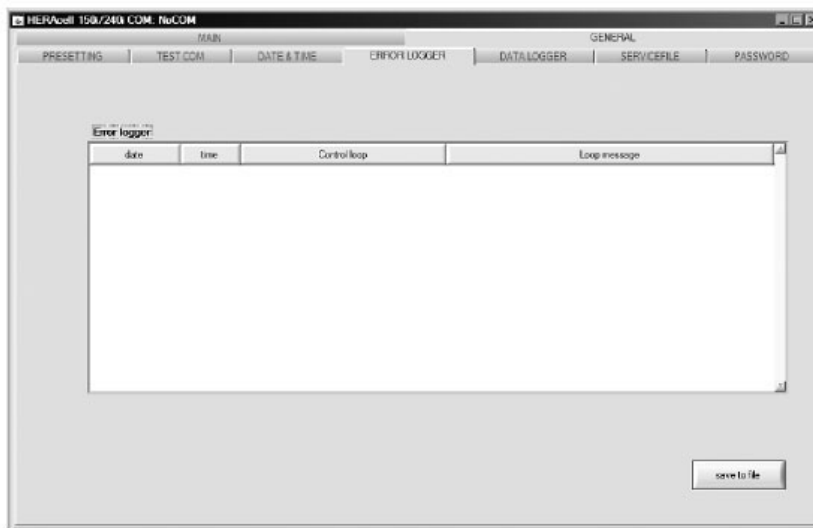 HERAcell 150i/240i COM: NoCOM
MAIN GENERAL
PRESETTING TEST COM DATE & TIME ERROR LOGGER DATA LOGGER SERVICEFILE PASSWORD
Error logger
date time Control loop Loop message
save to file